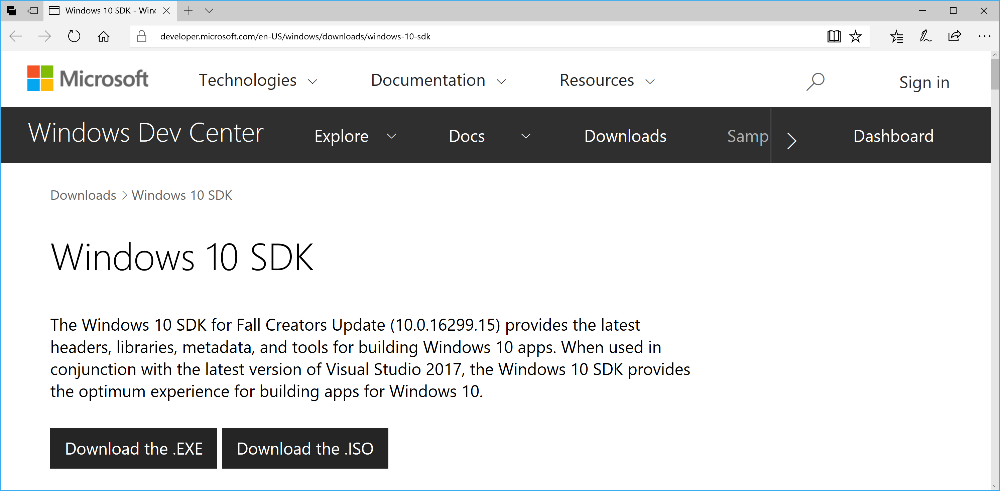 Windows 10 SDK - Win
developer.microsoft.com/en-US/windows/downloads/windows-10-sdk
Microsoft Technologies Documentation Resources Sign in
Windows Dev Center Explore Docs Downloads Samp Dashboard
Downloads > Windows 10 SDK
Windows 10 SDK
The Windows 10 SDK for Fall Creators Update (10.0.16299.15) provides the latest
headers, libraries, metadata, and tools for building Windows 10 apps. When used in
conjunction with the latest version of Visual Studio 2017, the Windows 10 SDK provides
the optimum experience for building apps for Windows 10.
Download the .EXE Download the .ISO